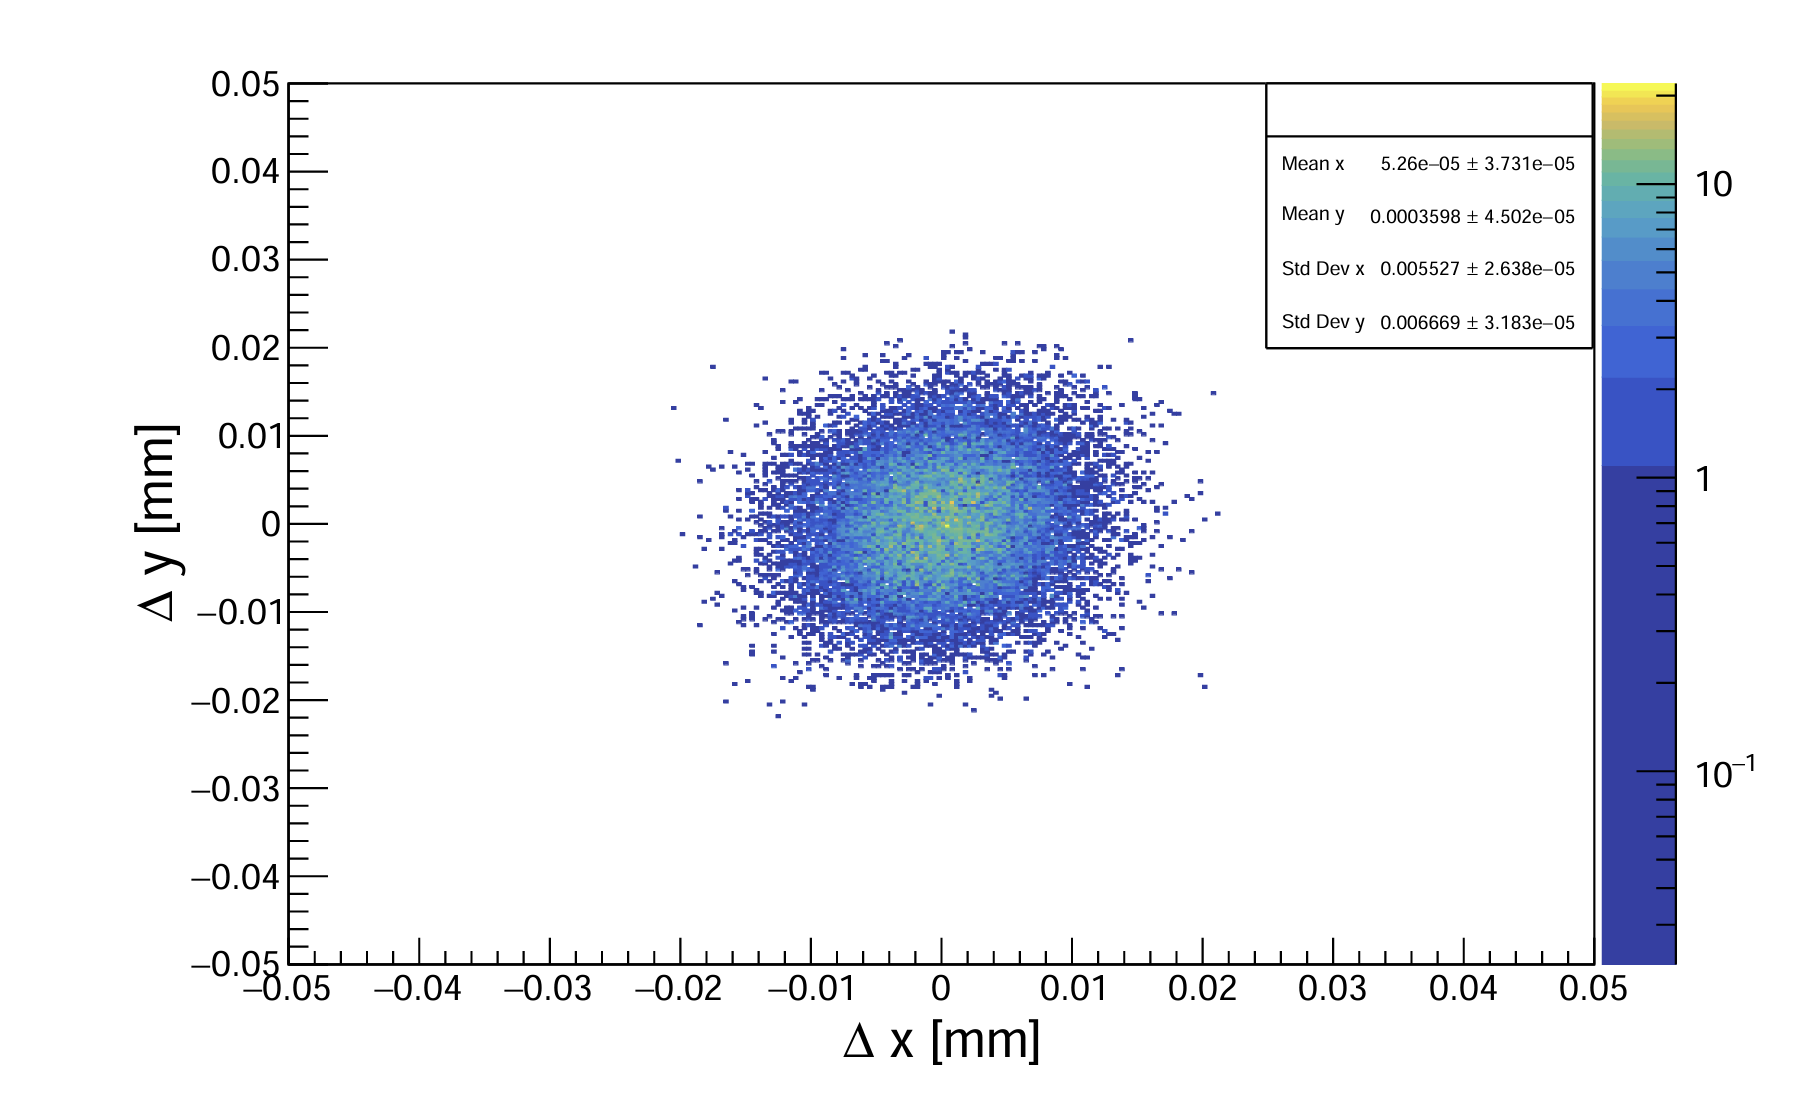 0.05
0.04
0.03
0.02
0.01
0
−0.01
−0.02
−0.03
−0.04
−0.05
Δ y [mm]
Mean x 5.26e−05 ± 3.731e−05
Mean y 0.0003598 ± 4.502e−05
Std Dev x 0.005527 ± 2.638e−05
Std Dev y 0.006669 ± 3.183e−05
10
1
10⁻¹
−0.05 −0.04 −0.03 −0.02 −0.01 0 0.01 0.02 0.03 0.04 0.05
Δ x [mm]